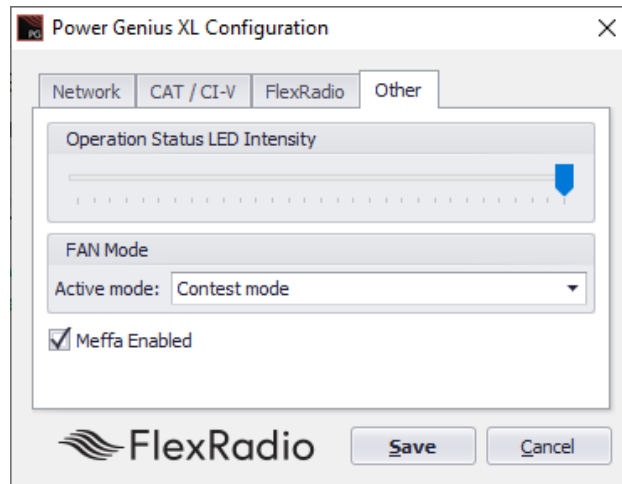 PG
Power Genius XL Configuration
Network
CAT / CI-V
FlexRadio
Other
Operation Status LED Intensity
FAN Mode
Active mode: Contest mode
Meffa Enabled
FlexRadio
Save
Cancel